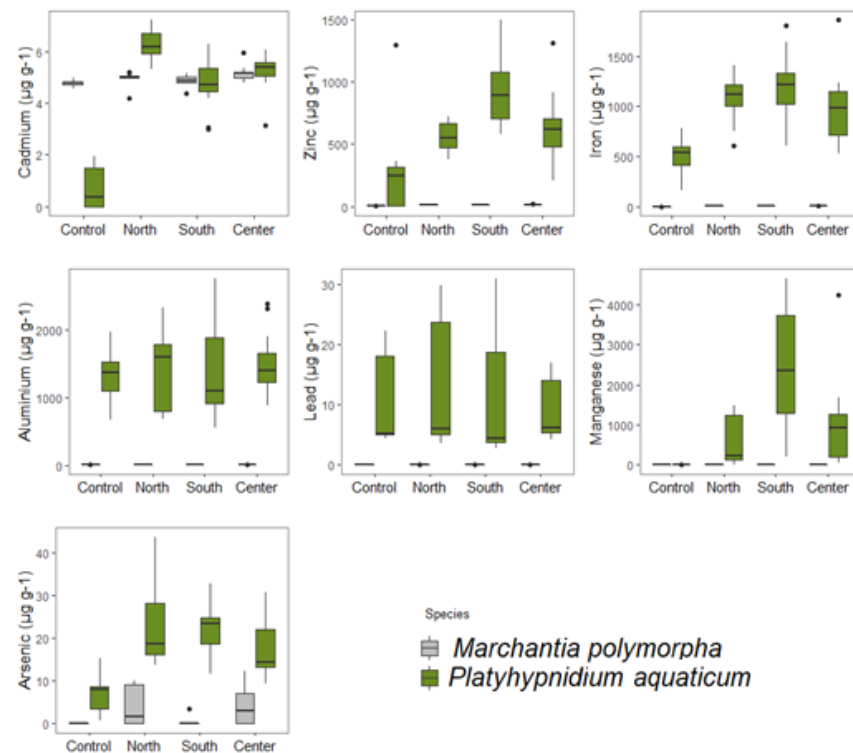 Cadmium (µg g-1)
6
4
2
0
Control North South Center
Zinc (µg g-1)
1500
1000
500
0
Control North South Center
Iron (µg g-1)
1500
1000
500
0
Control North South Center
Aluminium (µg g-1)
2000
1000
0
Control North South Center
Lead (µg g-1)
30
20
10
0
Control North South Center
Manganese (µg g-1)
4000
3000
2000
1000
0
Control North South Center
Arsenic (µg g-1)
40
30
20
10
0
Control North South Center
Species
Marchantia polymorpha
Platyhypnidium aquaticum